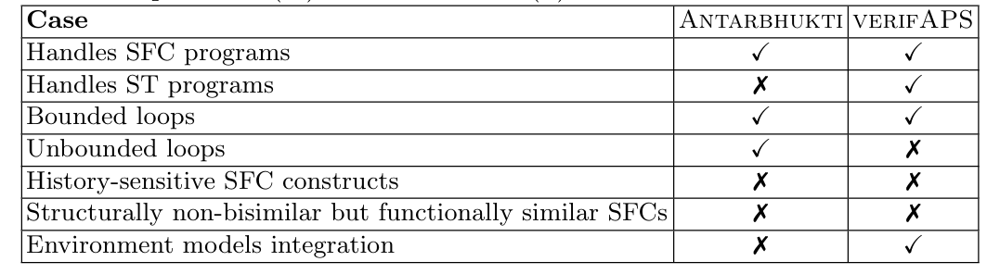 Case ANTARBHUKTI VERIFAPS
Handles SFC programs ✓ ✓
Handles ST programs ✗ ✓
Bounded loops ✓ ✓
Unbounded loops ✓ ✗
History-sensitive SFC constructs ✗ ✗
Structurally non-bisimilar but functionally similar SFCs ✗ ✗
Environment models integration ✗ ✓